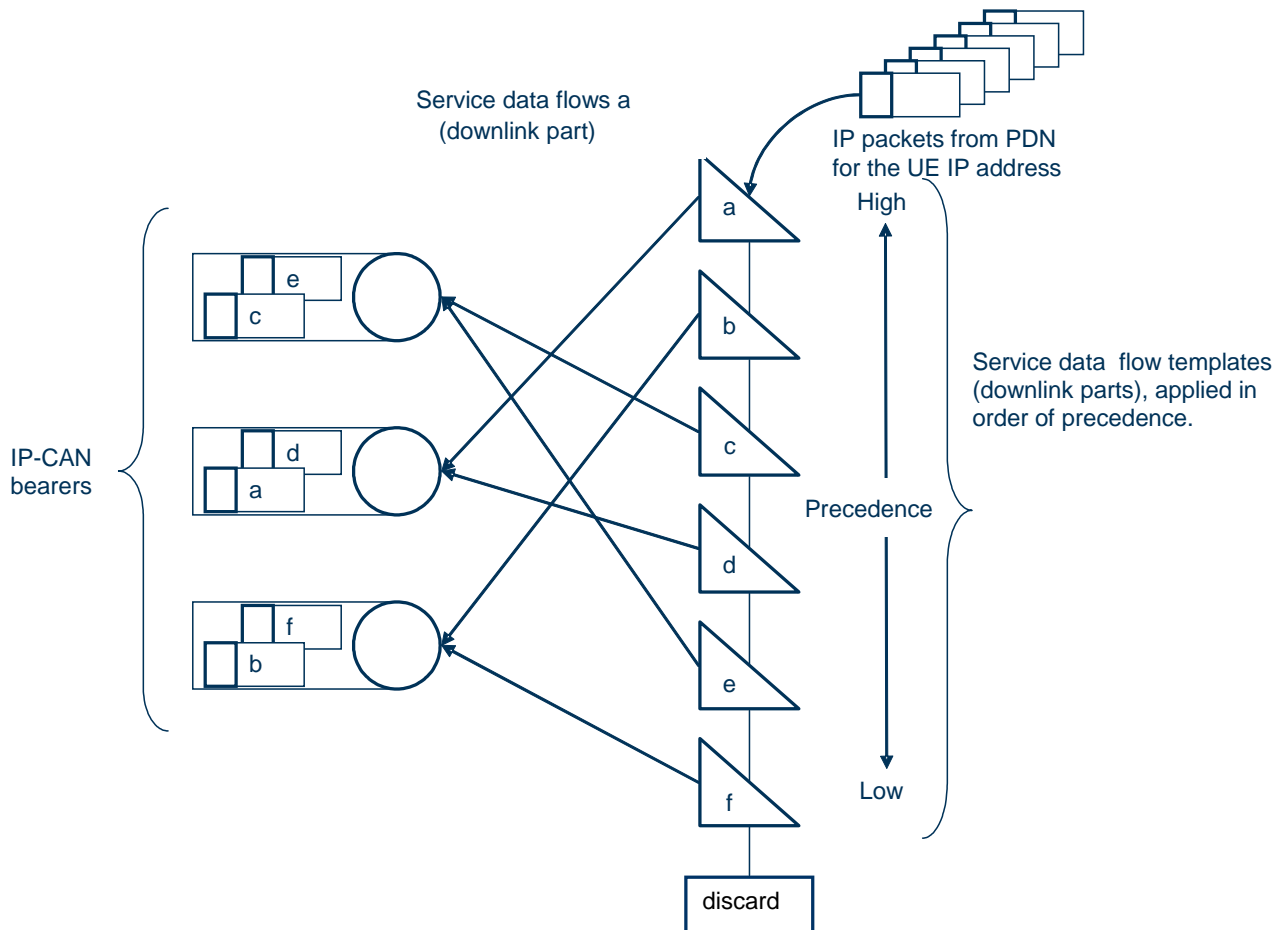 Service data flows a
(downlink part)
IP packets from PDN
for the UE IP address
High
a
e
c
b
Service data flow templates
(downlink parts), applied in
order of precedence.
c
IP-CAN
bearers
d
a
Precedence
d
f
b
e
Low
f
discard